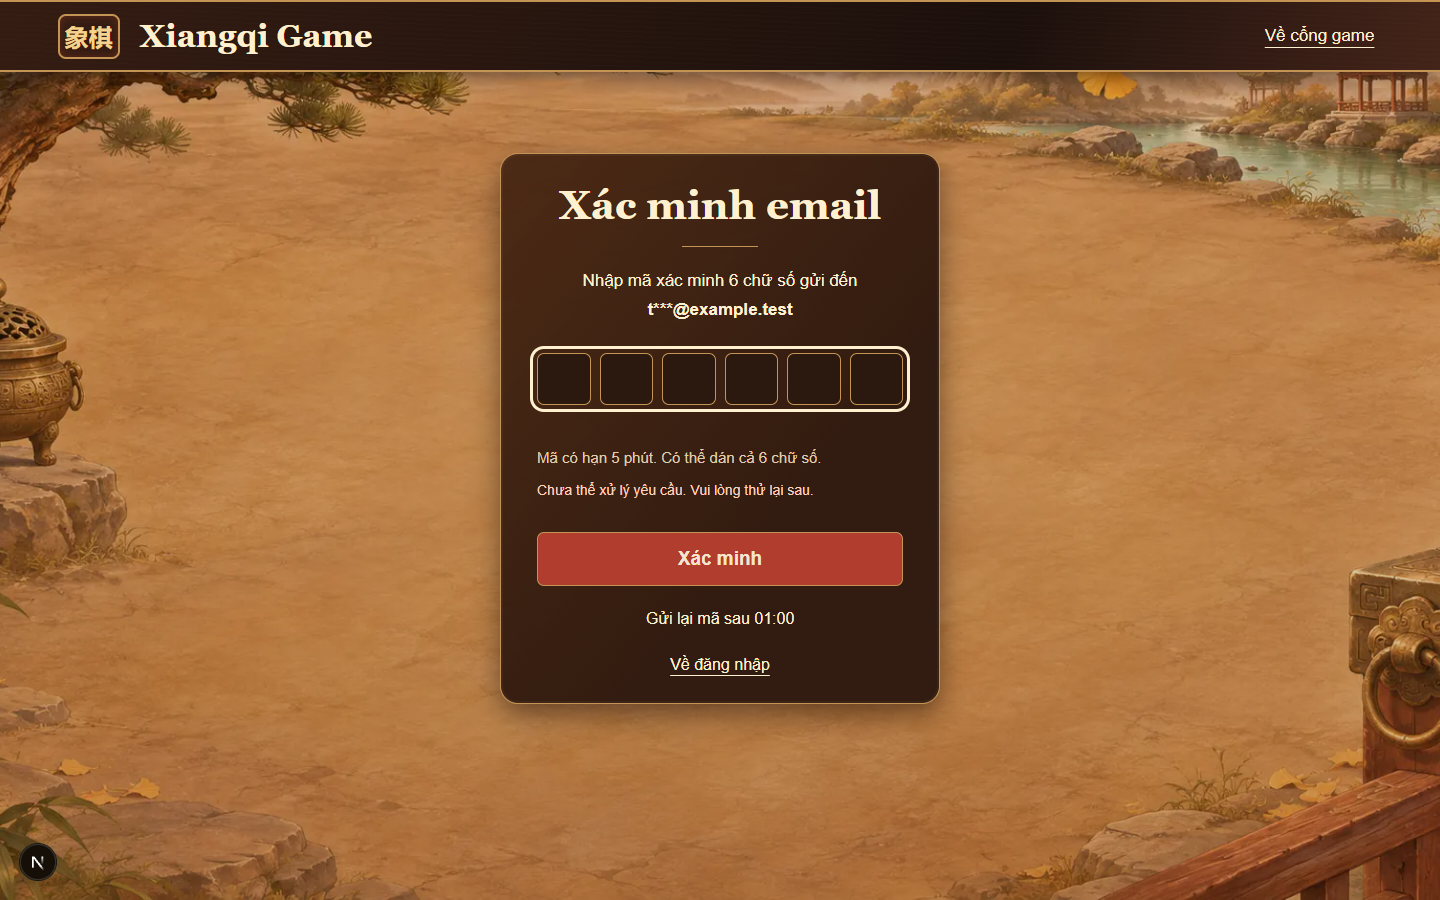 象棋 Xiangqi Game
Về cổng game
Xác minh email
Nhập mã xác minh 6 chữ số gửi đến
t***@example.test
Mã có hạn 5 phút. Có thể dán cả 6 chữ số.
Chưa thể xử lý yêu cầu. Vui lòng thử lại sau.
Xác minh
Gửi lại mã sau 01:00
Về đăng nhập
N